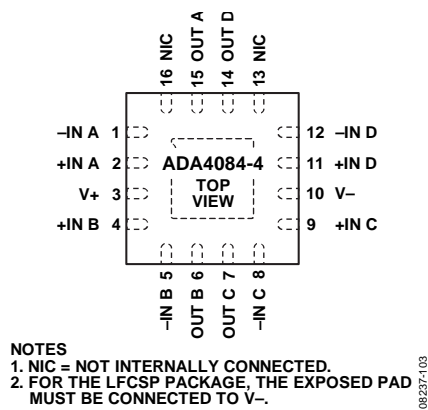 16 NIC
15 OUT A
14 OUT D
13 NIC
–IN A 1
+IN A 2
V+ 3
+IN B 4
ADA4084-4
TOP
VIEW
12 –IN D
11 +IN D
10 V–
9 +IN C
–IN B 5
OUT B 6
OUT C 7
–IN C 8
NOTES
1. NIC = NOT INTERNALLY CONNECTED.
2. FOR THE LFCSP PACKAGE, THE EXPOSED PAD
MUST BE CONNECTED TO V–.
08237-103